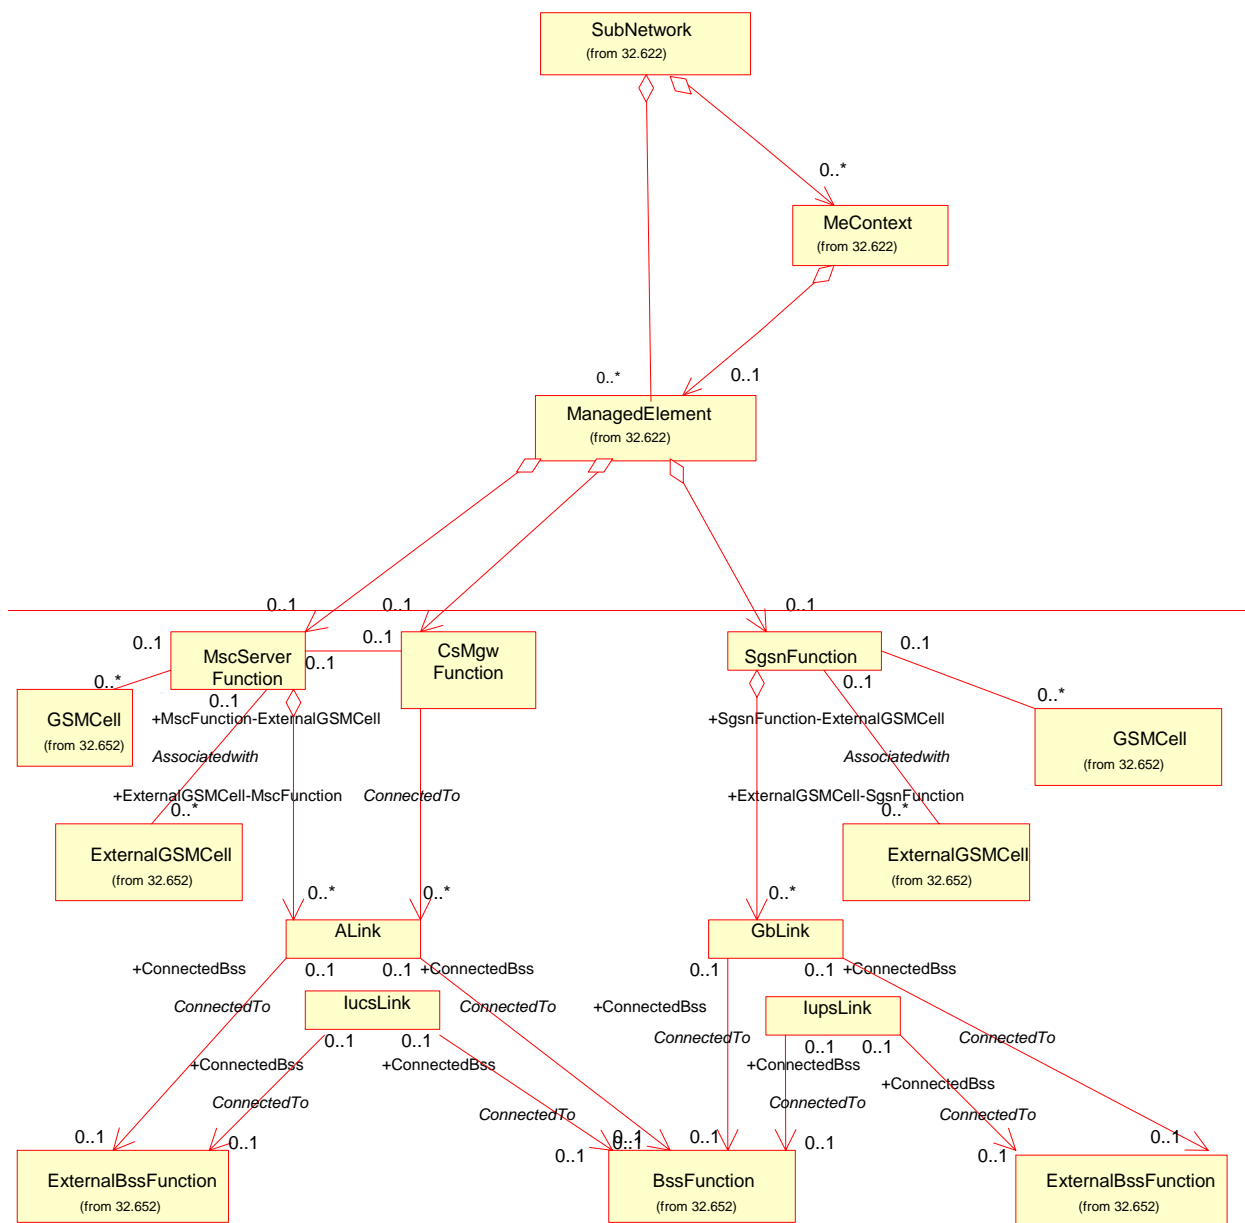 SubNetwork
(from 32.622)
0..*
MeContext
(from 32.622)
0..*
0..1
ManagedElement
(from 32.622)
0..1
0..1
0..1
0..1
MscServer
Function
0..1
0..1
CsMgw
Function
SgsnFunction
0..1
0..1
0..*
GSMCell
(from 32.652)
0..1
+MscFunction-ExternalGSMCell
Associatedwith
+ExternalGSMCell-MscFunction
0..*
ConnectedTo
+SgsnFunction-ExternalGSMCell
Associatedwith
+ExternalGSMCell-SgsnFunction
0..*
0..*
GSMCell
(from 32.652)
ExternalGSMCell
(from 32.652)
ExternalGSMCell
(from 32.652)
0..*
0..*
0..*
ALink
GbLink
+ConnectedBss
0..1
0..1
+ConnectedBss
0..1
0..1
+ConnectedBss
ConnectedTo
IucsLink
ConnectedTo
+ConnectedBss
IupsLink
ConnectedTo
ConnectedTo
0..1
0..1
0..1
0..1
+ConnectedBss
+ConnectedBss
+ConnectedBss
+ConnectedBss
ConnectedTo
ConnectedTo
ConnectedTo
ConnectedTo
0..1
0..1
0..1
0..1
0..1
0..1
0..1
0..1
0..1
ExternalBssFunction
(from 32.652)
BssFunction
(from 32.652)
ExternalBssFunction
(from 32.652)